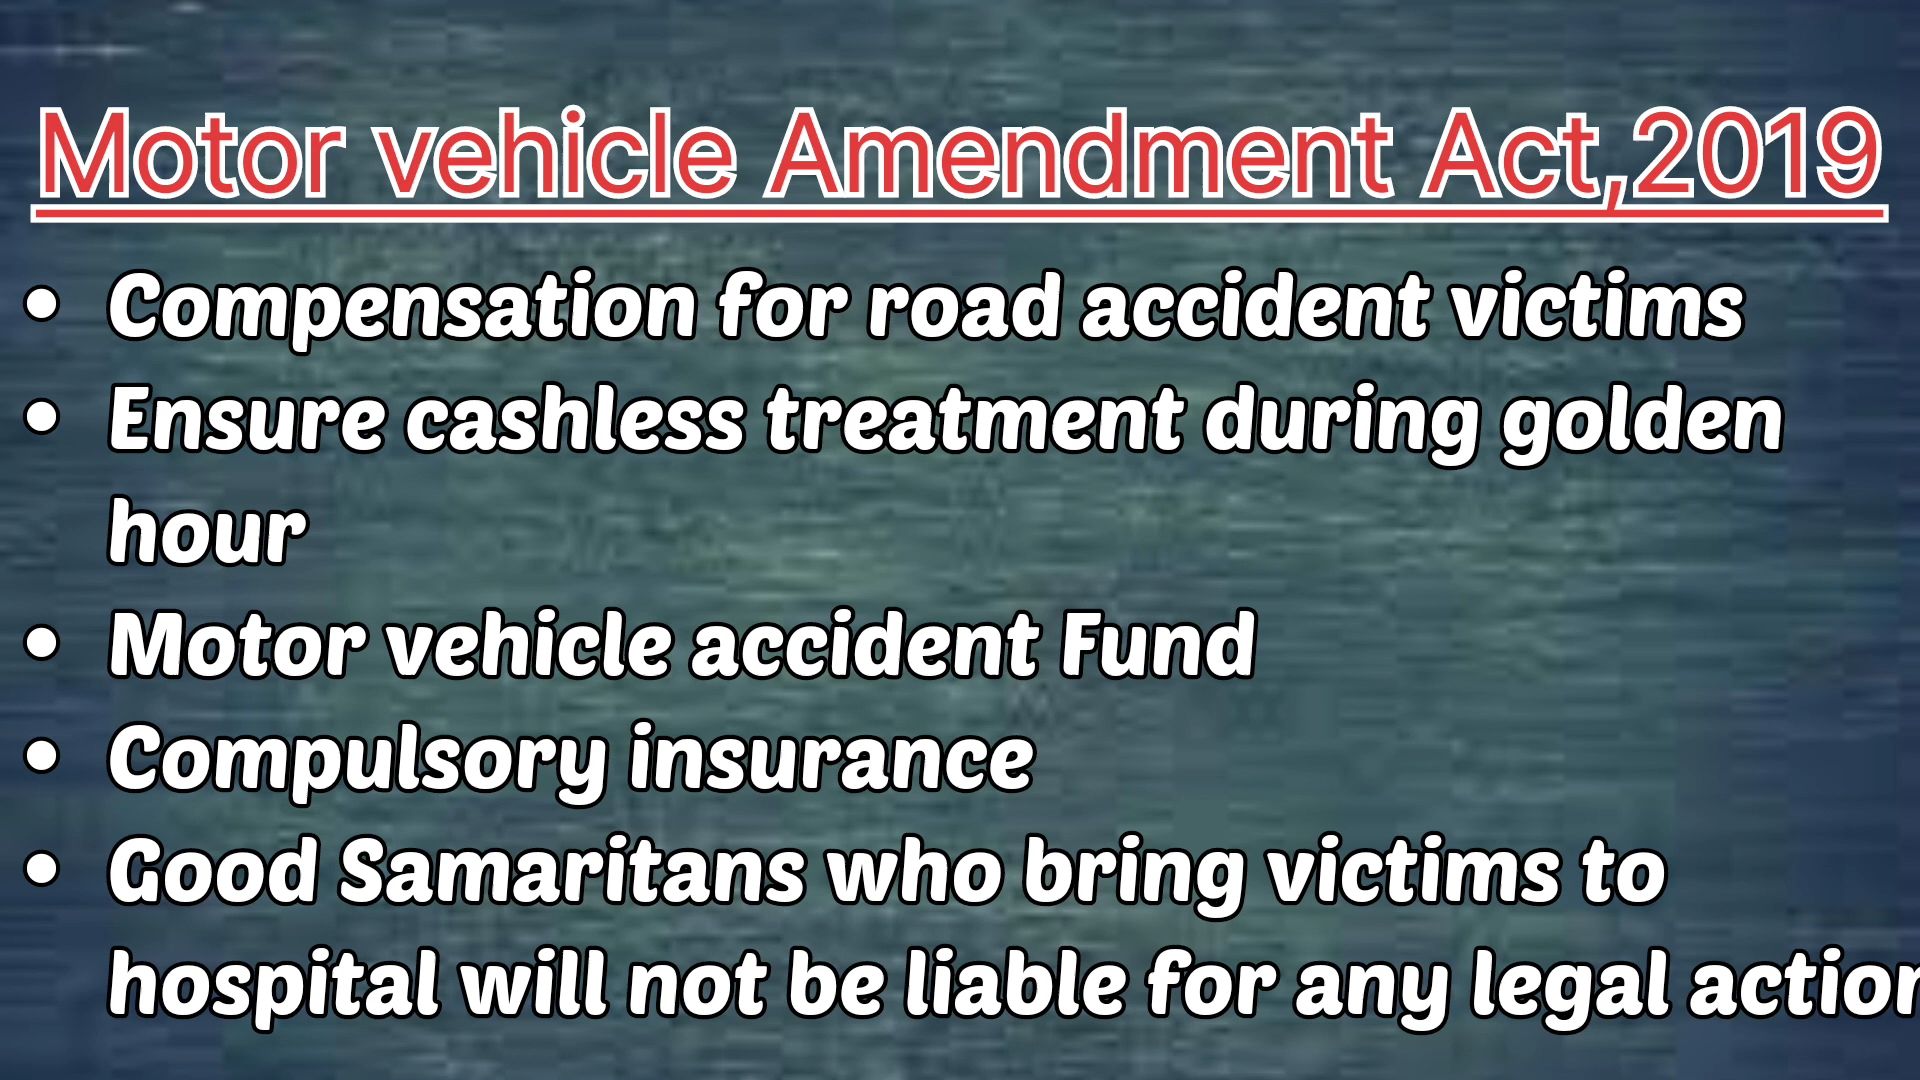 Motor vehicle Amendment Act,2019
• Compensation for road accident victims
• Ensure cashless treatment during golden
hour
• Motor vehicle accident Fund
• Compulsory insurance
• Good Samaritans who bring victims to
hospital will not be liable for any legal action